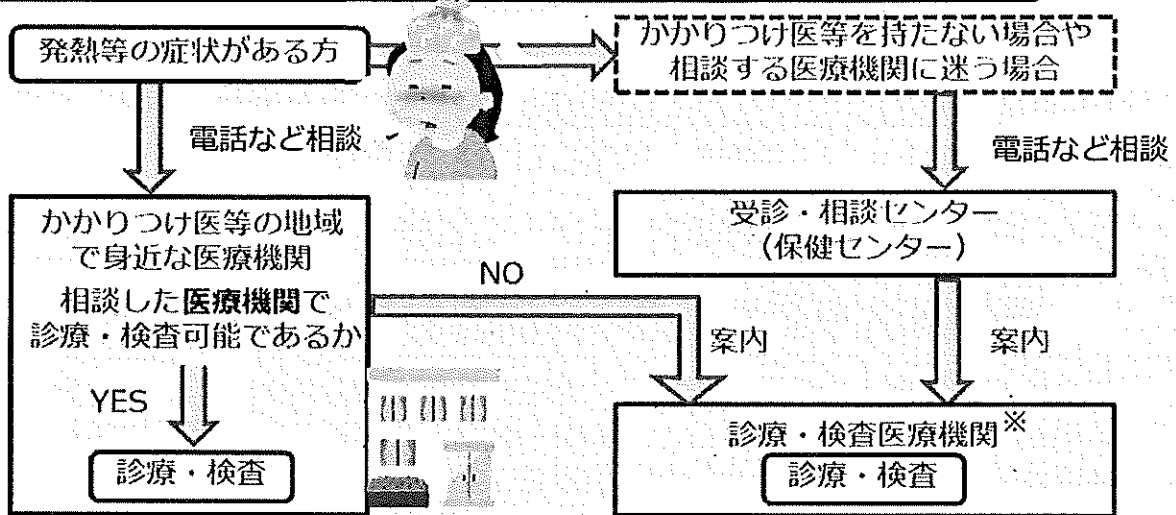 発熱等の症状がある方
かかりつけ医等を持たない場合や
相談する医療機関に迷う場合
電話など相談
電話など相談
かかりつけ医等の地域
で身近な医療機関
相談した医療機関で
診療・検査可能であるか
YES
診療・検査
NO
受診・相談センター
(保健センター)
案内
案内
診療・検査医療機関※
診療・検査